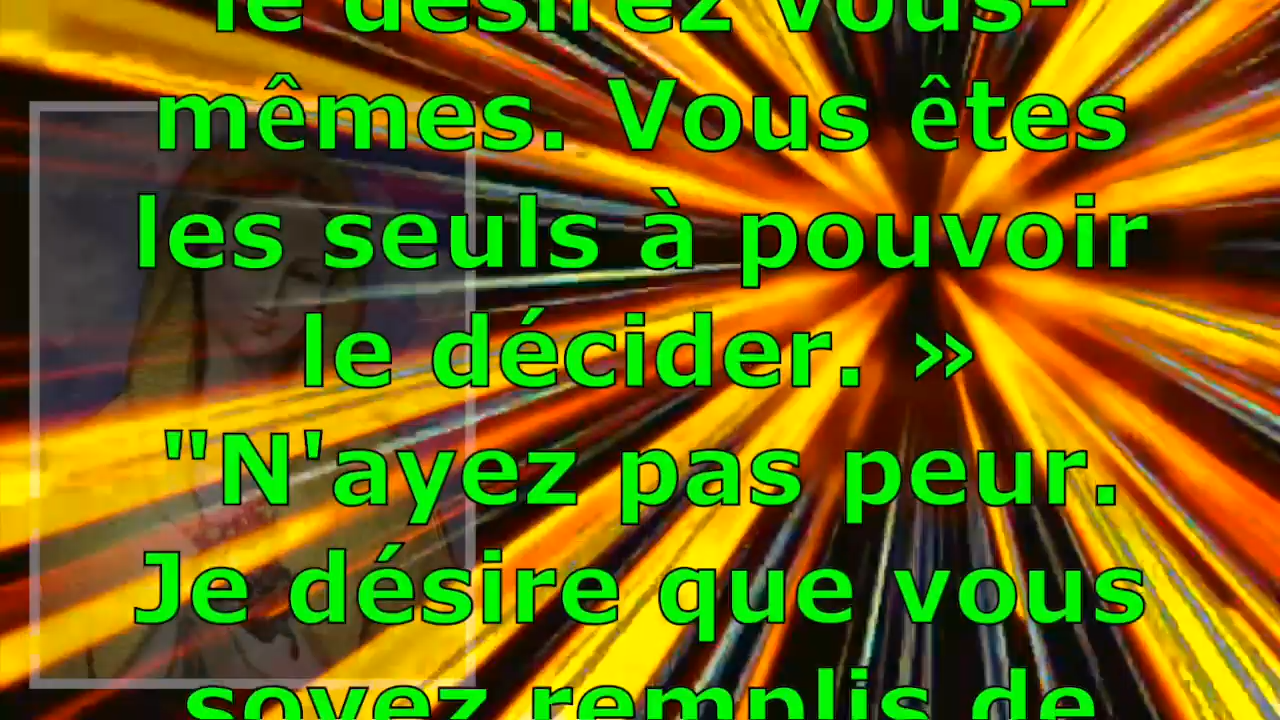 le désirez vous-
mêmes. Vous êtes
les seuls à pouvoir
le décider. »
"N'ayez pas peur.
Je désire que vous
soyez remplis de